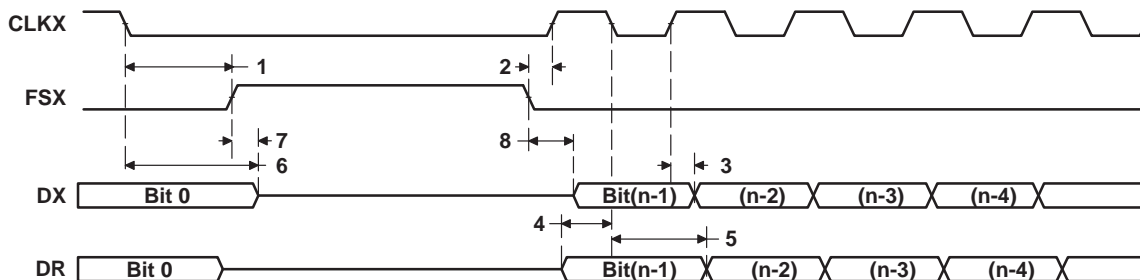 CLKX
1 2
FSX
7 8
6 3
DX Bit 0 Bit(n-1) (n-2) (n-3) (n-4)
4 5
DR Bit 0 Bit(n-1) (n-2) (n-3) (n-4)